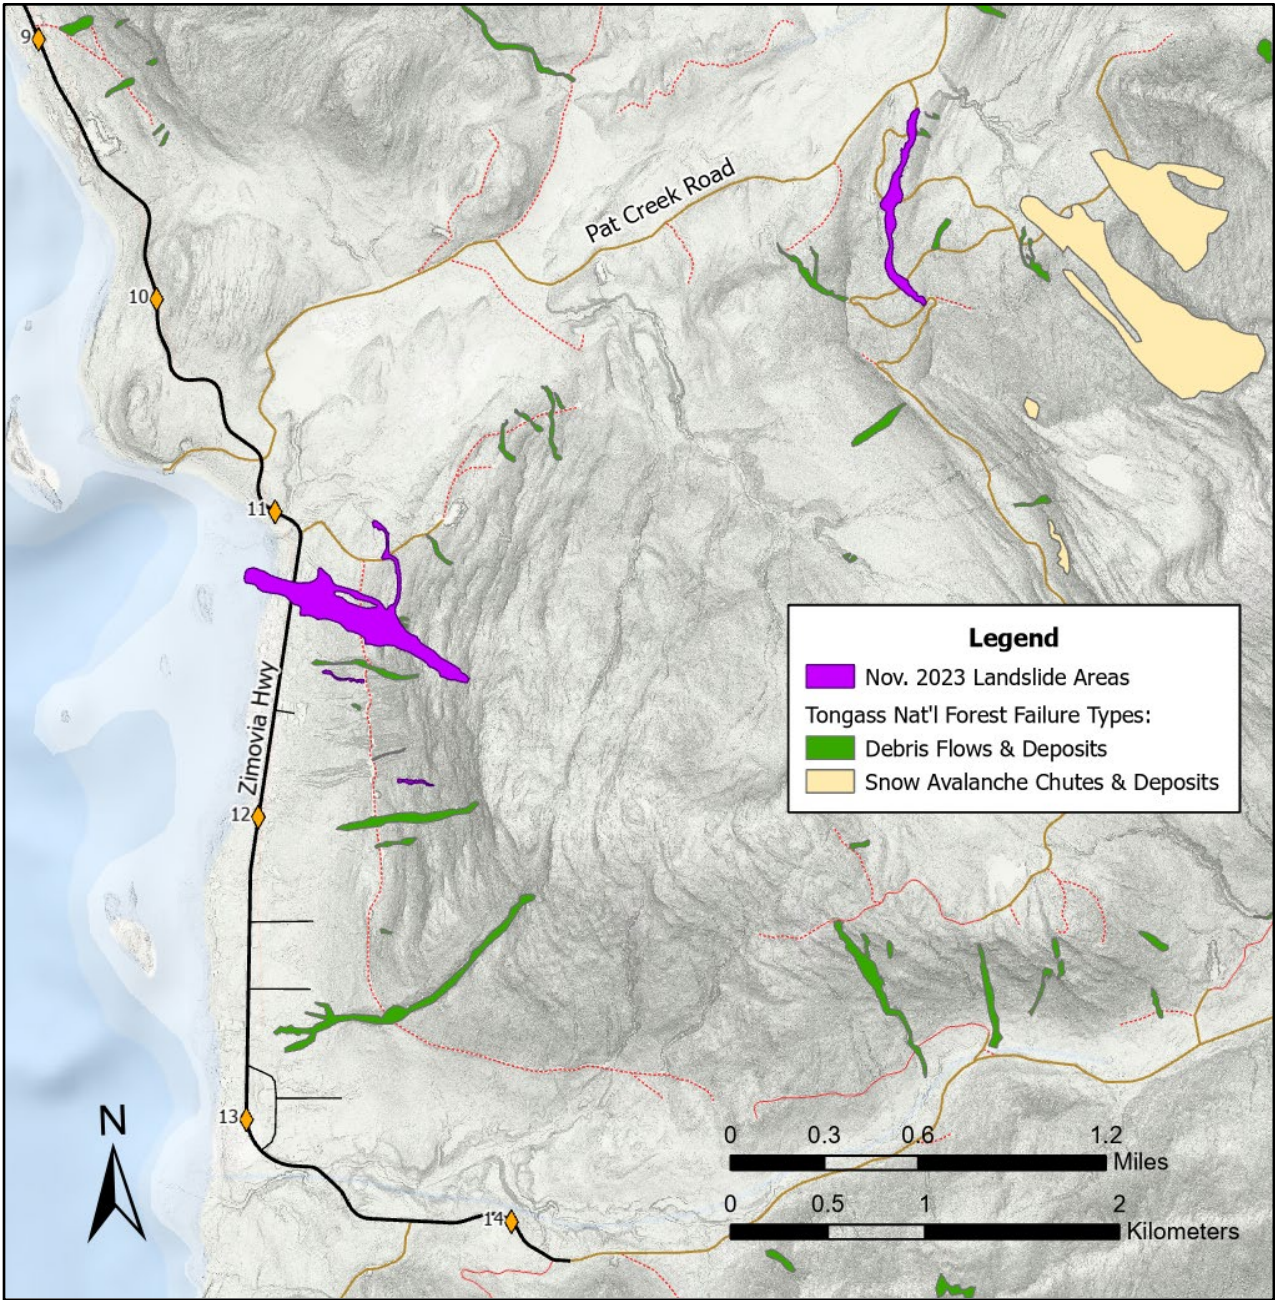 9
Pat Creek Road
10
11
Legend
Nov. 2023 Landslide Areas
Tongass Nat'l Forest Failure Types:
Debris Flows & Deposits
Snow Avalanche Chutes & Deposits
Zimovia Hwy
12
13
N
0 0.3 0.6 1.2
Miles
0 0.5 1 2
Kilometers
14